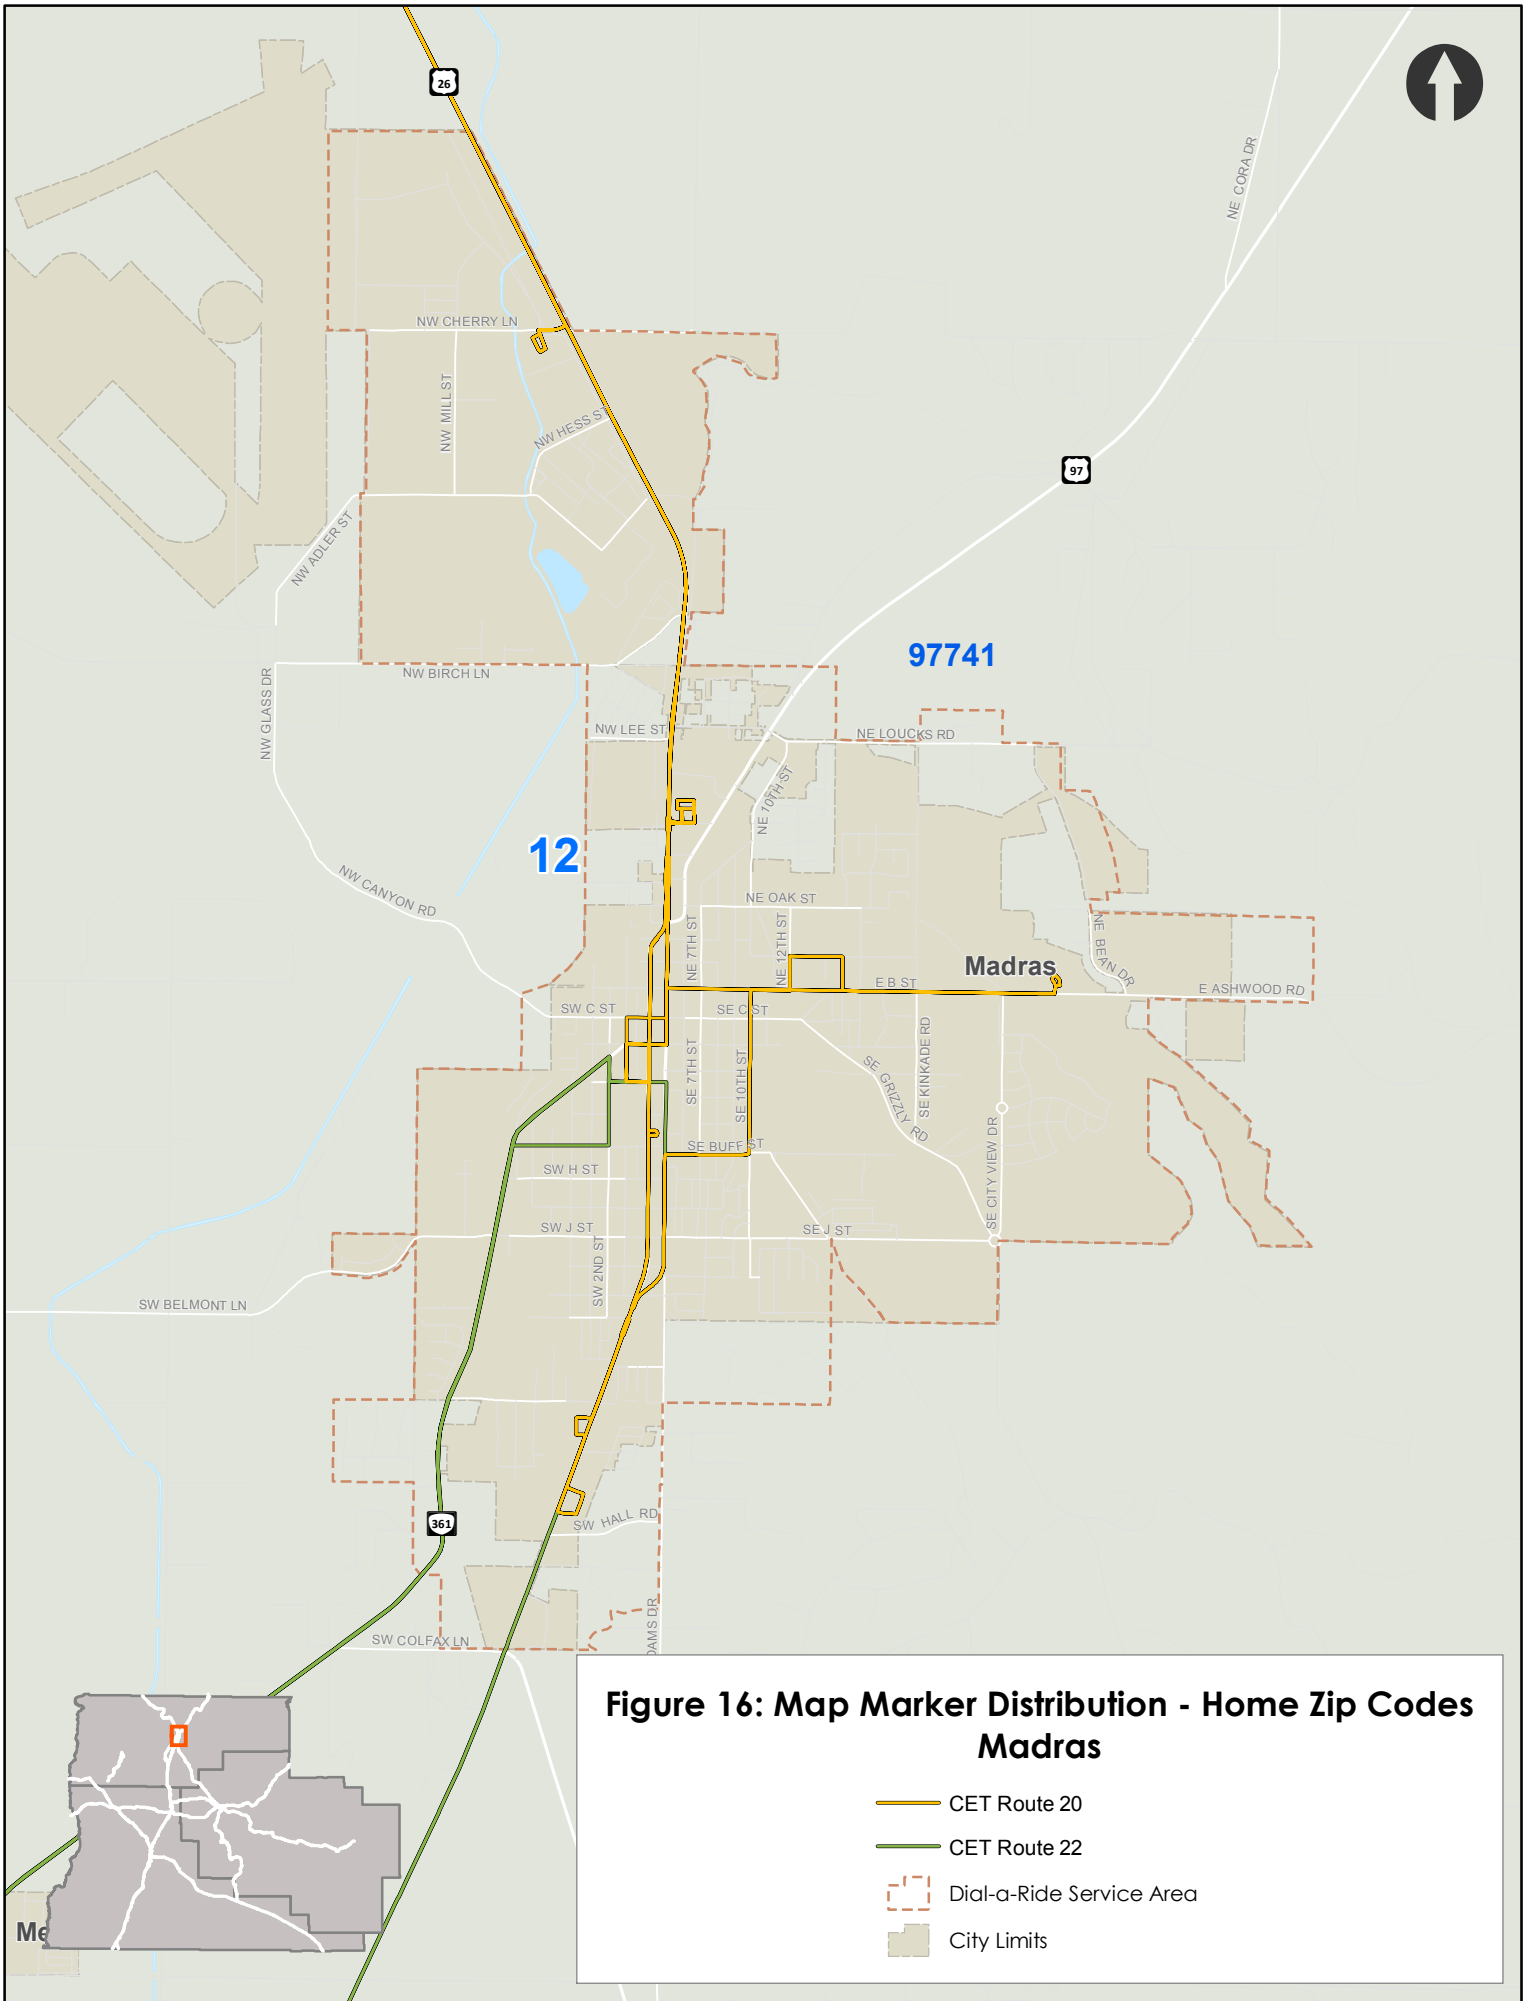 26
NE CORA DR
NW CHERRY LN
NW MILL ST
NW HESS ST
97
NW ADLER ST
97741
NW BIRCH LN
NW GLASS DR
NW LEE ST
NE LOUCKS RD
NE 10TH ST
12
NW CANYON RD
NE OAK ST
NE 7TH ST
NE 12TH ST
NE BEAN DR
Madras
E B ST
E ASHWOOD RD
SW C ST
SE C ST
SE 7TH ST
SE 10TH ST
SE GRIZZLY RD
SE KINKADE RD
SE BUFF ST
SW H ST
SE CITY VIEW DR
SW J ST
SE J ST
SW 2ND ST
SW BELMONT LN
361
SW HALL RD
SW COLFAX LN
DAMS DR
Figure 16: Map Marker Distribution - Home Zip Codes
Madras
CET Route 20
CET Route 22
Dial-a-Ride Service Area
City Limits
Me